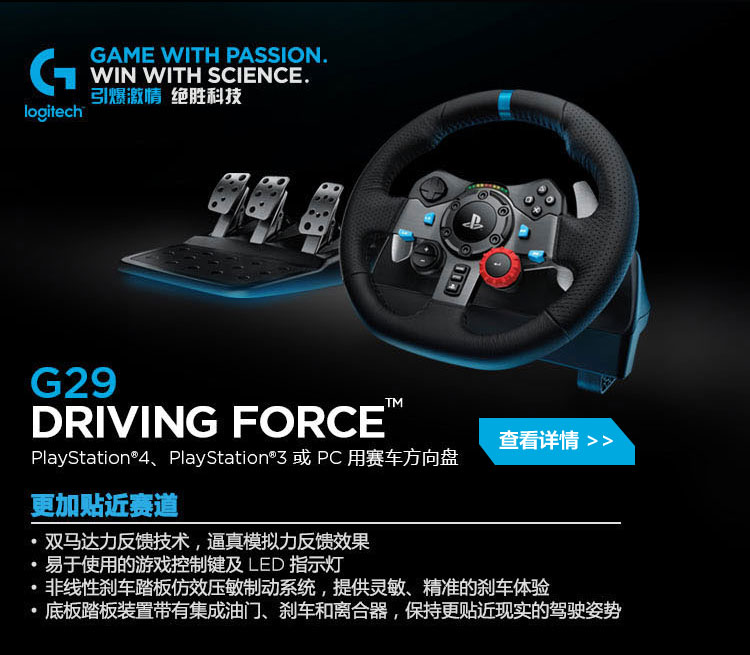 GAME WITH PASSION.
WIN WITH SCIENCE.
引爆激情 绝胜科技
logitech
G29
DRIVING FORCE™
PlayStation®4、PlayStation®3 或 PC 用赛车方向盘
查看详情 >>
更加贴近赛道
• 双马达力反馈技术，逼真模拟力反馈效果
• 易于使用的游戏控制键及 LED 指示灯
• 非线性刹车踏板仿效压敏制动系统，提供灵敏、精准的刹车体验
• 底板踏板装置带有集成油门、刹车和离合器，保持更贴近现实的驾驶姿势